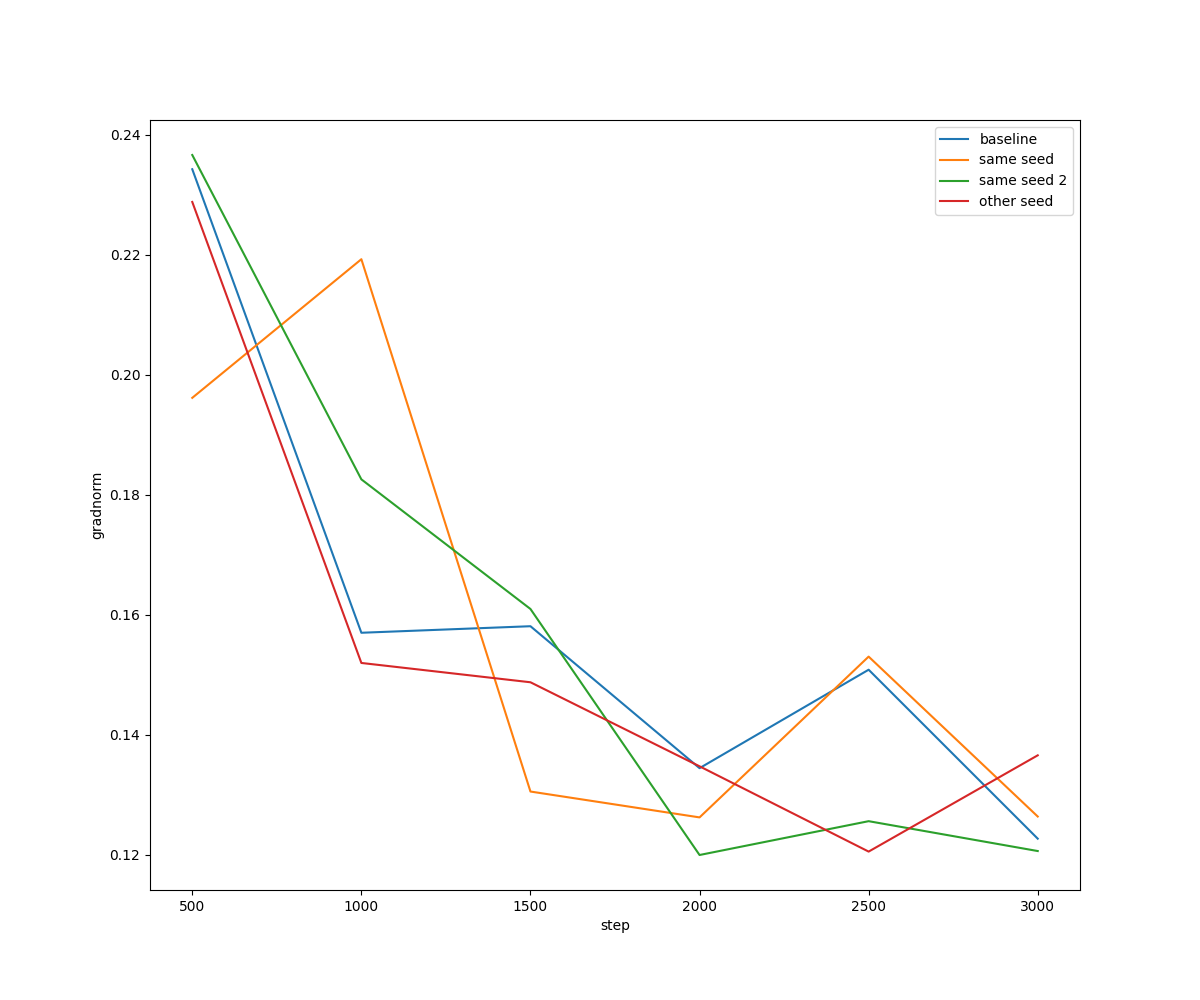 baseline
same seed
same seed 2
other seed
0.24
0.22
0.20
0.18
0.16
0.14
0.12
gradnorm
500 1000 1500 2000 2500 3000
step